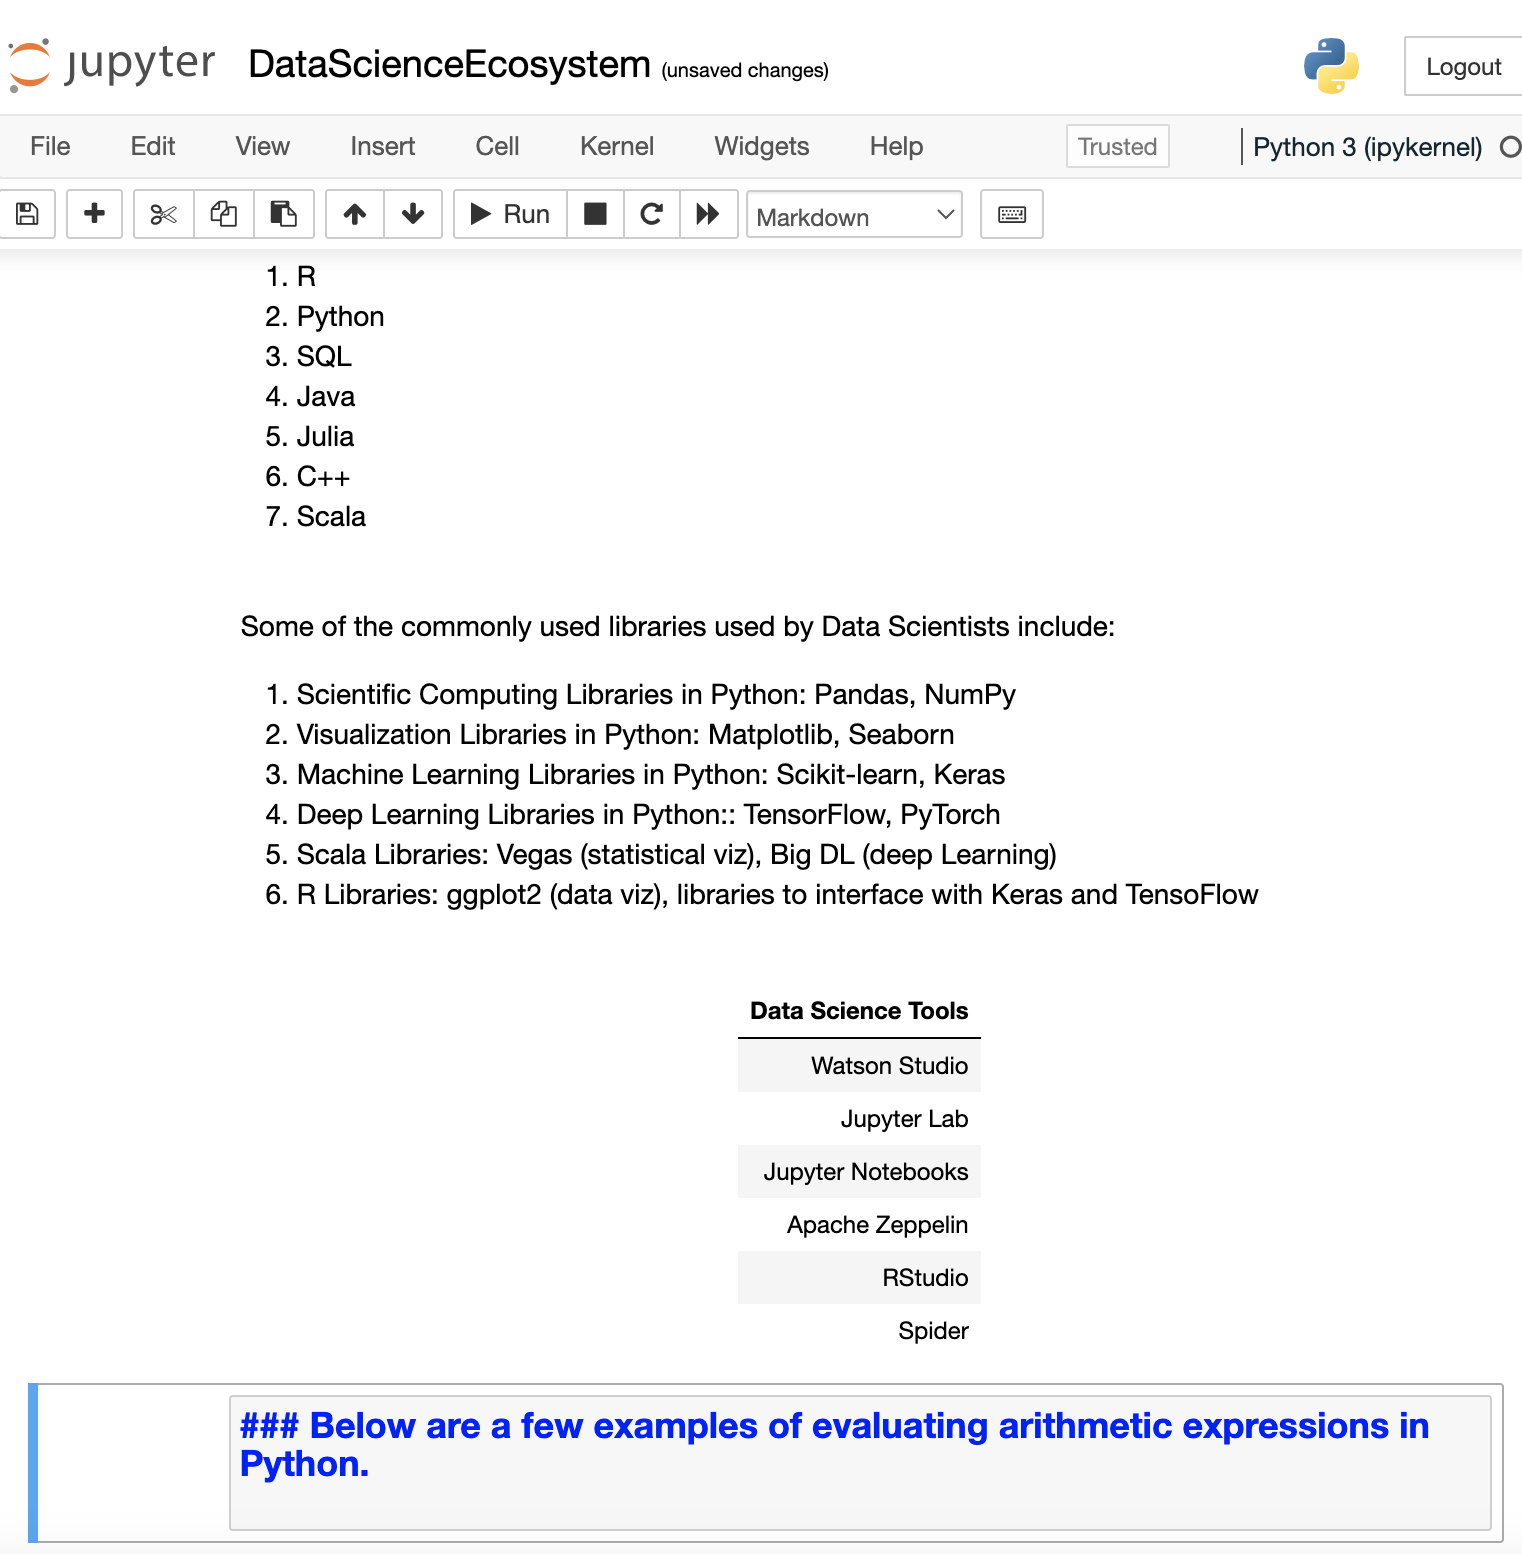 jupyter DataScienceEcosystem (unsaved changes) Logout
File Edit View Insert Cell Kernel Widgets Help Trusted Python 3 (ipykernel)
Run Markdown
1. R
2. Python
3. SQL
4. Java
5. Julia
6. C++
7. Scala
Some of the commonly used libraries used by Data Scientists include:
1. Scientific Computing Libraries in Python: Pandas, NumPy
2. Visualization Libraries in Python: Matplotlib, Seaborn
3. Machine Learning Libraries in Python: Scikit-learn, Keras
4. Deep Learning Libraries in Python:: TensorFlow, PyTorch
5. Scala Libraries: Vegas (statistical viz), Big DL (deep Learning)
6. R Libraries: ggplot2 (data viz), libraries to interface with Keras and TensoFlow
Data Science Tools
Watson Studio
Jupyter Lab
Jupyter Notebooks
Apache Zeppelin
RStudio
Spider
### Below are a few examples of evaluating arithmetic expressions in
Python.